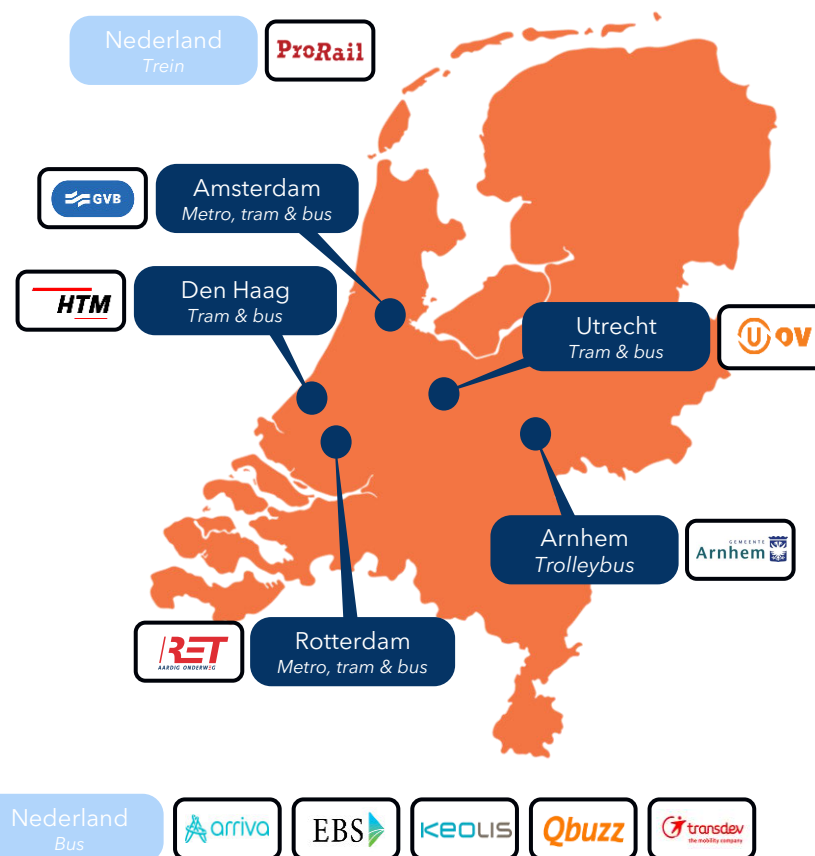 Nederland
Trein
ProRail
GVB
Amsterdam
Metro, tram & bus
HTM
Den Haag
Tram & bus
Utrecht
Tram & bus
U OV
Arnhem
Trolleybus
GEMEENTE
Arnhem
RET
AARDIG ONDERWEG
Rotterdam
Metro, tram & bus
Nederland
Bus
arriva
EBS
KEOLIS
Qbuzz
transdev
the mobility company